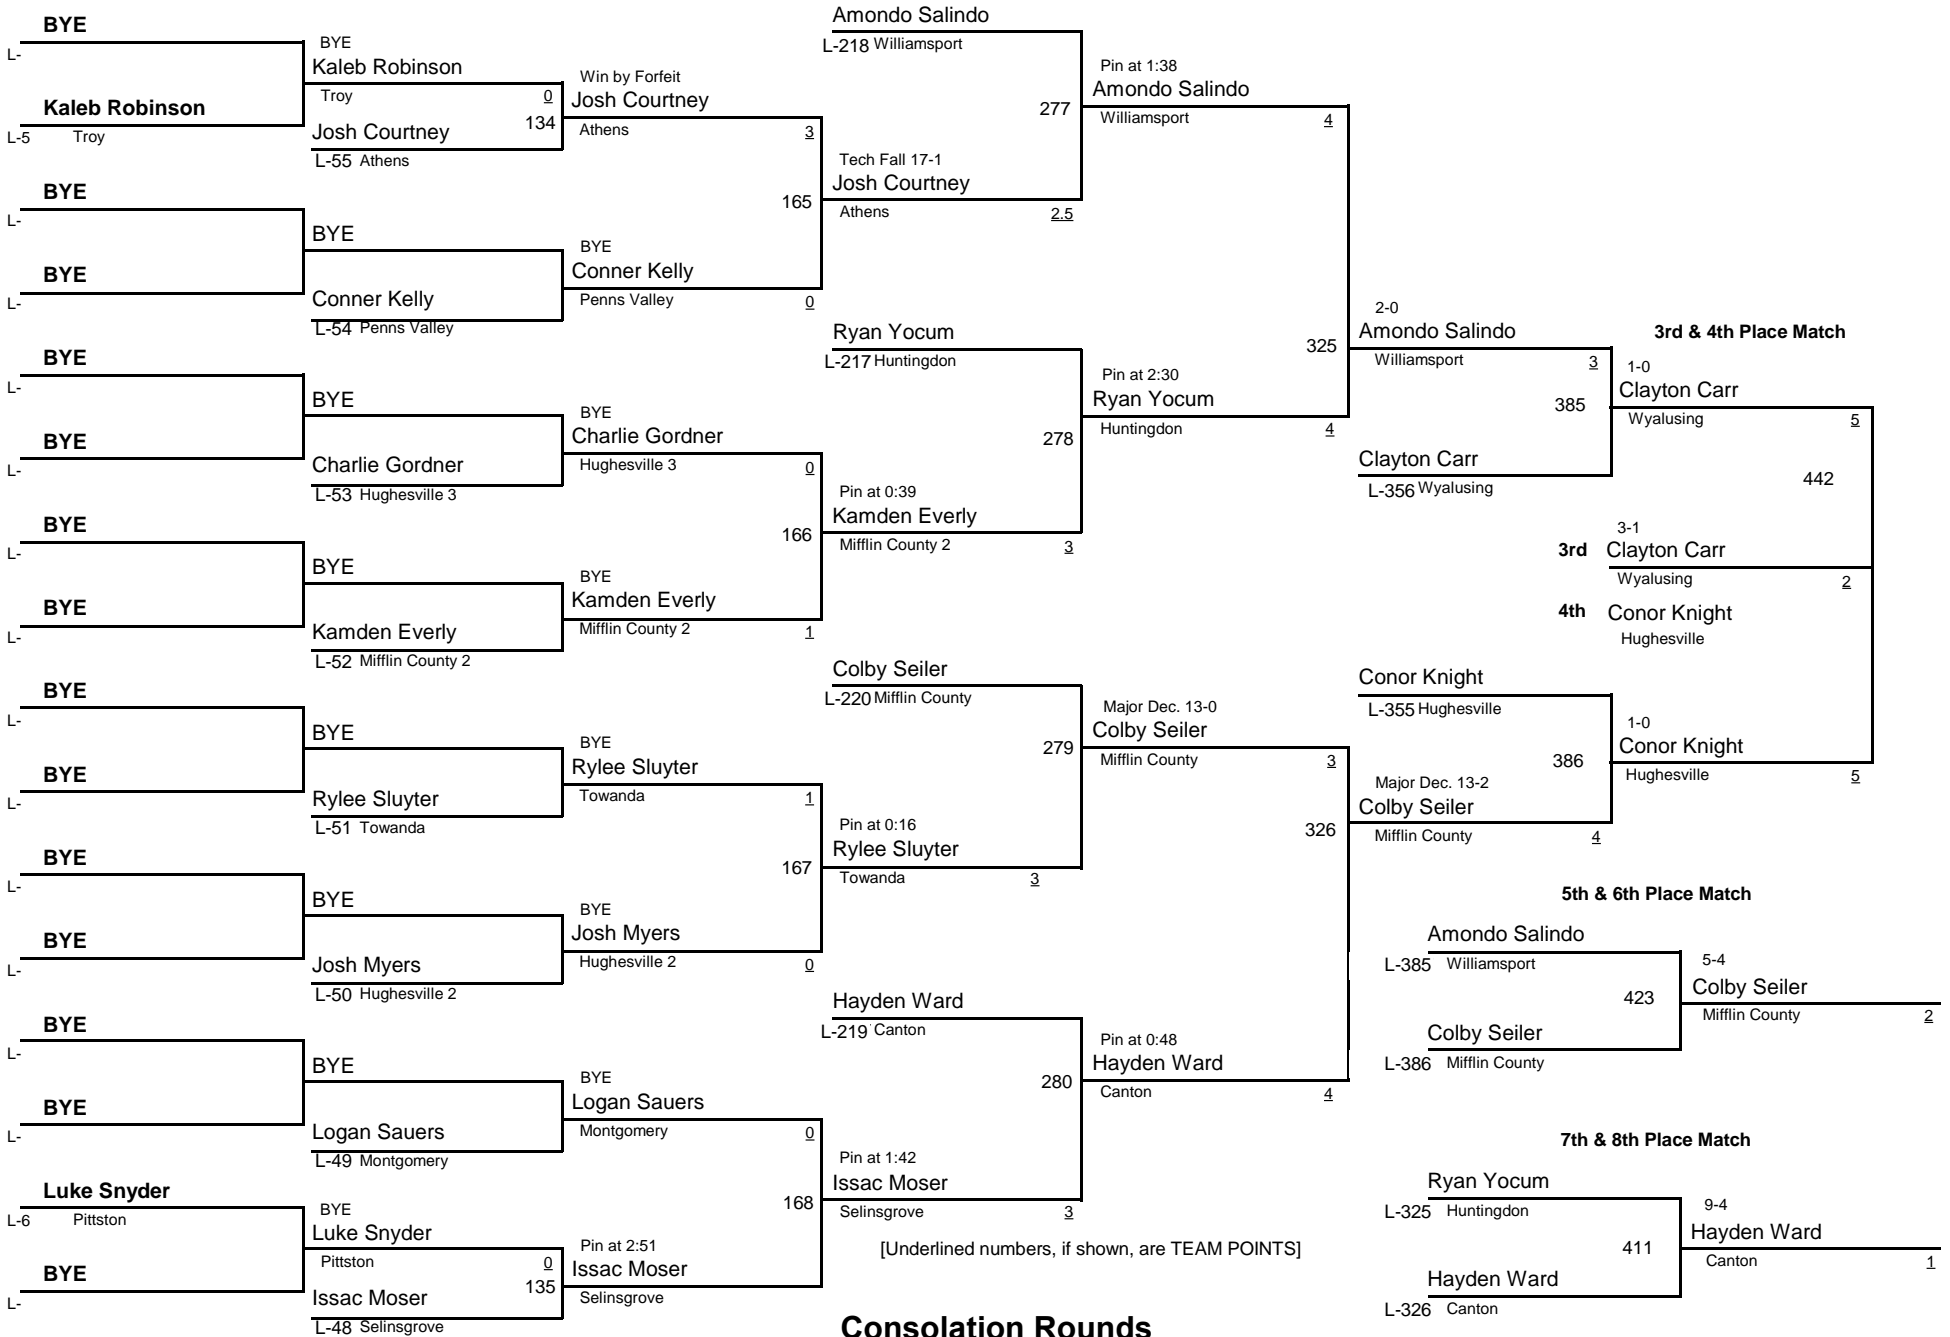 BYE
L-
Kaleb Robinson
L-5 Troy
BYE
L-
BYE
L-
BYE
L-
BYE
L-
BYE
L-
BYE
L-
BYE
L-
BYE
L-
BYE
L-
BYE
L-
BYE
L-
BYE
L-
Luke Snyder
L-6 Pittston
BYE
L-
BYE
Kaleb Robinson
Troy 0
134
Josh Courtney
L-55 Athens
BYE
Conner Kelly
L-54 Penns Valley
BYE
Charlie Gordner
L-53 Hughesville 3
BYE
Kamden Everly
L-52 Mifflin County 2
BYE
Rylee Sluyter
L-51 Towanda
BYE
Josh Myers
L-50 Hughesville 2
BYE
Logan Sauers
L-49 Montgomery
BYE
Luke Snyder
Pittston 0
135
Issac Moser
L-48 Selinsgrove
Win by Forfeit
Josh Courtney
Athens 3
165
BYE
Conner Kelly
Penns Valley 0
BYE
Charlie Gordner
Hughesville 3 0
166
BYE
Kamden Everly
Mifflin County 2 1
BYE
Rylee Sluyter
Towanda 1
167
BYE
Josh Myers
Hughesville 2 0
BYE
Logan Sauers
Montgomery 0
168
Pin at 2:51
Issac Moser
Selinsgrove
Amondo Salindo
L-218 Williamsport
277
Tech Fall 17-1
Josh Courtney
Athens 2.5
Ryan Yocum
L-217 Huntingdon
278
Pin at 0:39
Kamden Everly
Mifflin County 2 3
Colby Seiler
L-220 Mifflin County
279
Pin at 0:16
Rylee Sluyter
Towanda 3
Hayden Ward
L-219 Canton
280
Pin at 1:42
Issac Moser
Selinsgrove 3
[Underlined numbers, if shown, are TEAM POINTS]
Consolation Rounds
Pin at 1:38
Amondo Salindo
Williamsport 4
325
Pin at 2:30
Ryan Yocum
Huntingdon 4
Major Dec. 13-0
Colby Seiler
Mifflin County 3
326
Pin at 0:48
Hayden Ward
Canton 4
2-0
Amondo Salindo
Williamsport 3
385
Clayton Carr
L-356 Wyalusing
Conor Knight
L-355 Hughesville
386
Major Dec. 13-2
Colby Seiler
Mifflin County 4
3rd & 4th Place Match
1-0
Clayton Carr
Wyalusing 5
442
3-1
3rd Clayton Carr
Wyalusing 2
4th Conor Knight
Hughesville
1-0
Conor Knight
Hughesville 5
5th & 6th Place Match
Amondo Salindo
L-385 Williamsport
423
Colby Seiler
L-386 Mifflin County
5-4
Colby Seiler
Mifflin County 2
7th & 8th Place Match
Ryan Yocum
L-325 Huntingdon
411
Hayden Ward
L-326 Canton
9-4
Hayden Ward
Canton 1